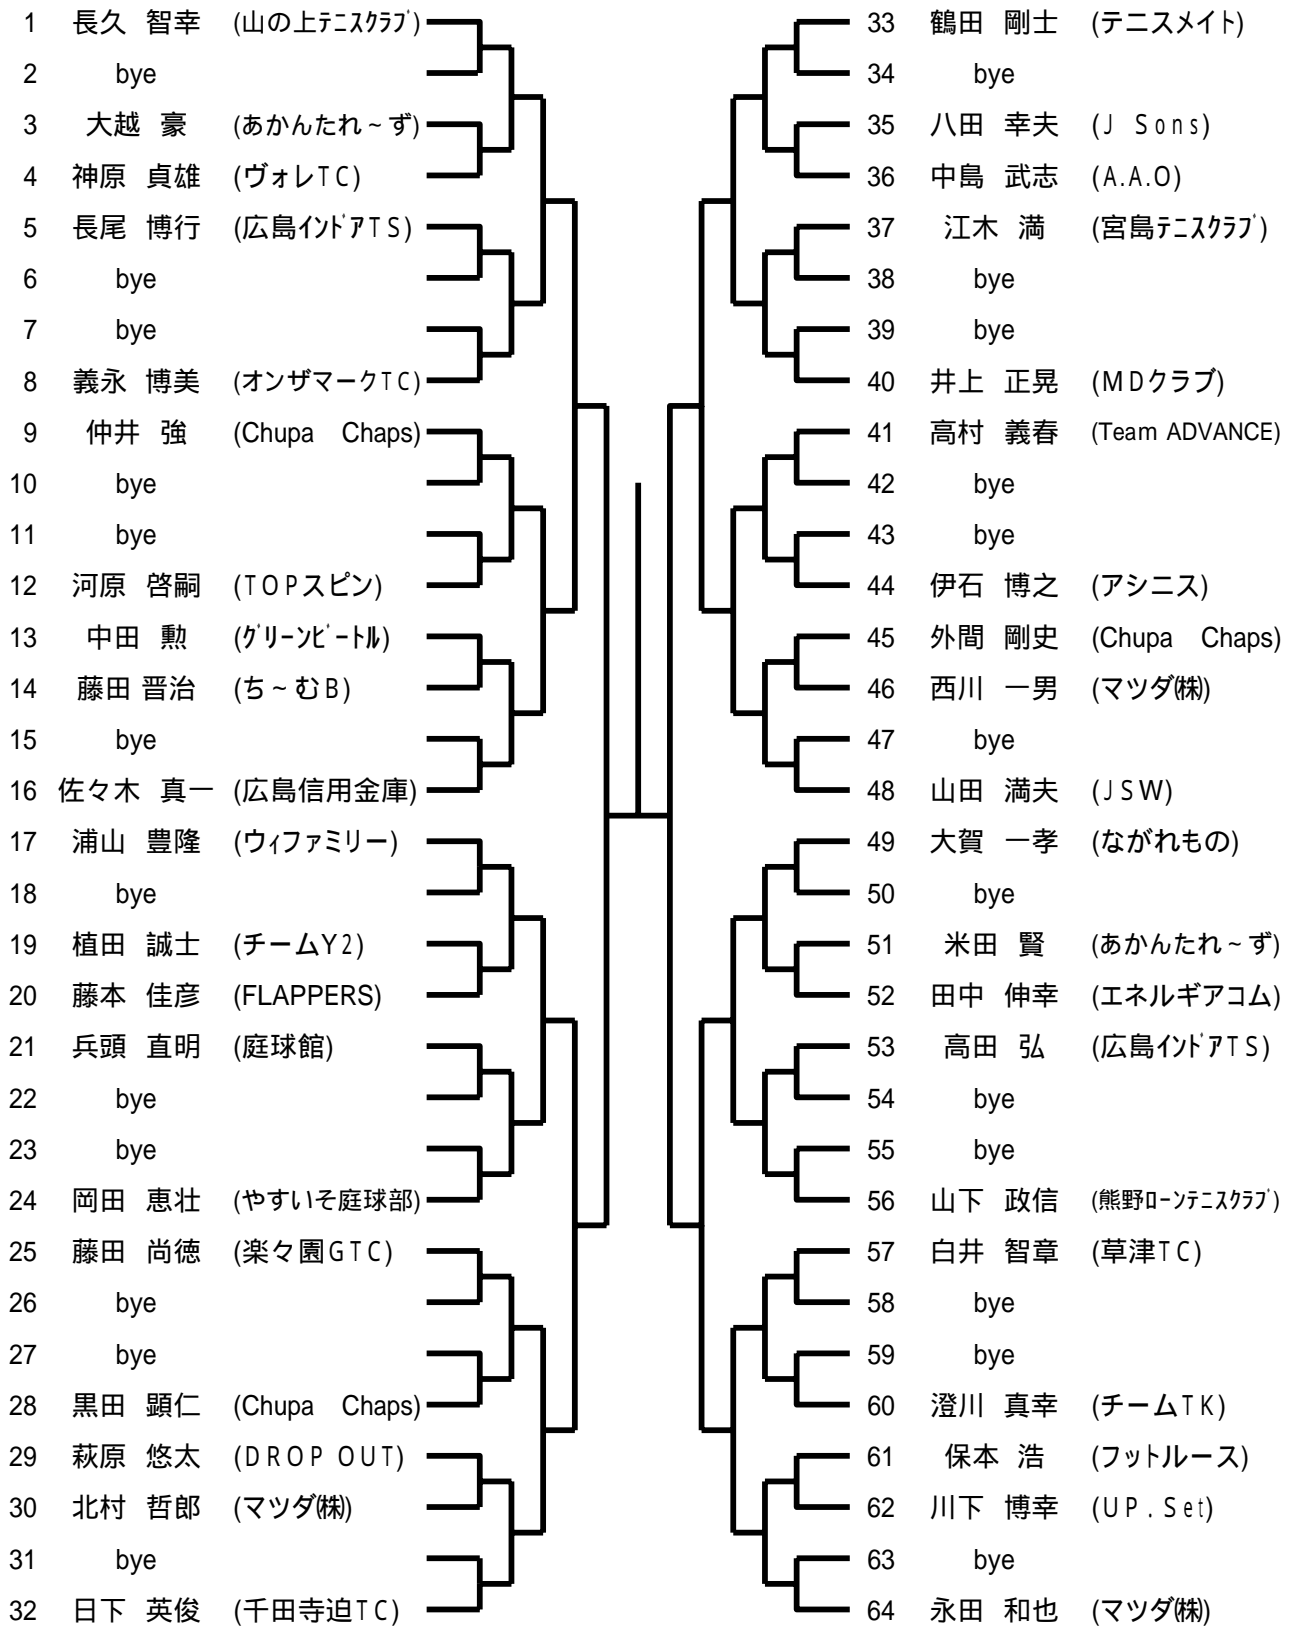 1 長久 智幸 (山の上ﾃﾆｽｸﾗﾌﾞ)
2 bye
3 大越 豪 (あかんたれ~ず)
4 神原 貞雄 (ヴォレTC)
5 長尾 博行 (広島ｲﾝﾄﾞｱTS)
6 bye
7 bye
8 義永 博美 (オンザマークTC)
9 仲井 強 (Chupa Chaps)
10 bye
11 bye
12 河原 啓嗣 (TOPスピン)
13 中田 勲 (ｸﾞﾘｰﾝﾋﾞｰﾄﾙ)
14 藤田 晋治 (ち~むB)
15 bye
16 佐々木 真一 (広島信用金庫)
17 浦山 豊隆 (ウィファミリー)
18 bye
19 植田 誠士 (チームY2)
20 藤本 佳彦 (FLAPPERS)
21 兵頭 直明 (庭球館)
22 bye
23 bye
24 岡田 恵壮 (やすいそ庭球部)
25 藤田 尚徳 (楽々園GTC)
26 bye
27 bye
28 黒田 顕仁 (Chupa Chaps)
29 萩原 悠太 (DROP OUT)
30 北村 哲郎 (マツダ㈱)
31 bye
32 日下 英俊 (千田寺迫TC)
33 鶴田 剛士 (テニスメイト)
34 bye
35 八田 幸夫 (J Sons)
36 中島 武志 (A.A.O)
37 江木 満 (宮島ﾃﾆｽｸﾗﾌﾞ)
38 bye
39 bye
40 井上 正晃 (MDクラブ)
41 高村 義春 (Team ADVANCE)
42 bye
43 bye
44 伊石 博之 (アシニス)
45 外間 剛史 (Chupa Chaps)
46 西川 一男 (マツダ㈱)
47 bye
48 山田 満夫 (JSW)
49 大賀 一孝 (ながれもの)
50 bye
51 米田 賢 (あかんたれ~ず)
52 田中 伸幸 (エネルギアコム)
53 高田 弘 (広島ｲﾝﾄﾞｱTS)
54 bye
55 bye
56 山下 政信 (熊野ﾛｰﾝﾃﾆｽｸﾗﾌﾞ)
57 白井 智章 (草津TC)
58 bye
59 bye
60 澄川 真幸 (チームTK)
61 保本 浩 (フットルース)
62 川下 博幸 (UP.Set)
63 bye
64 永田 和也 (マツダ㈱)